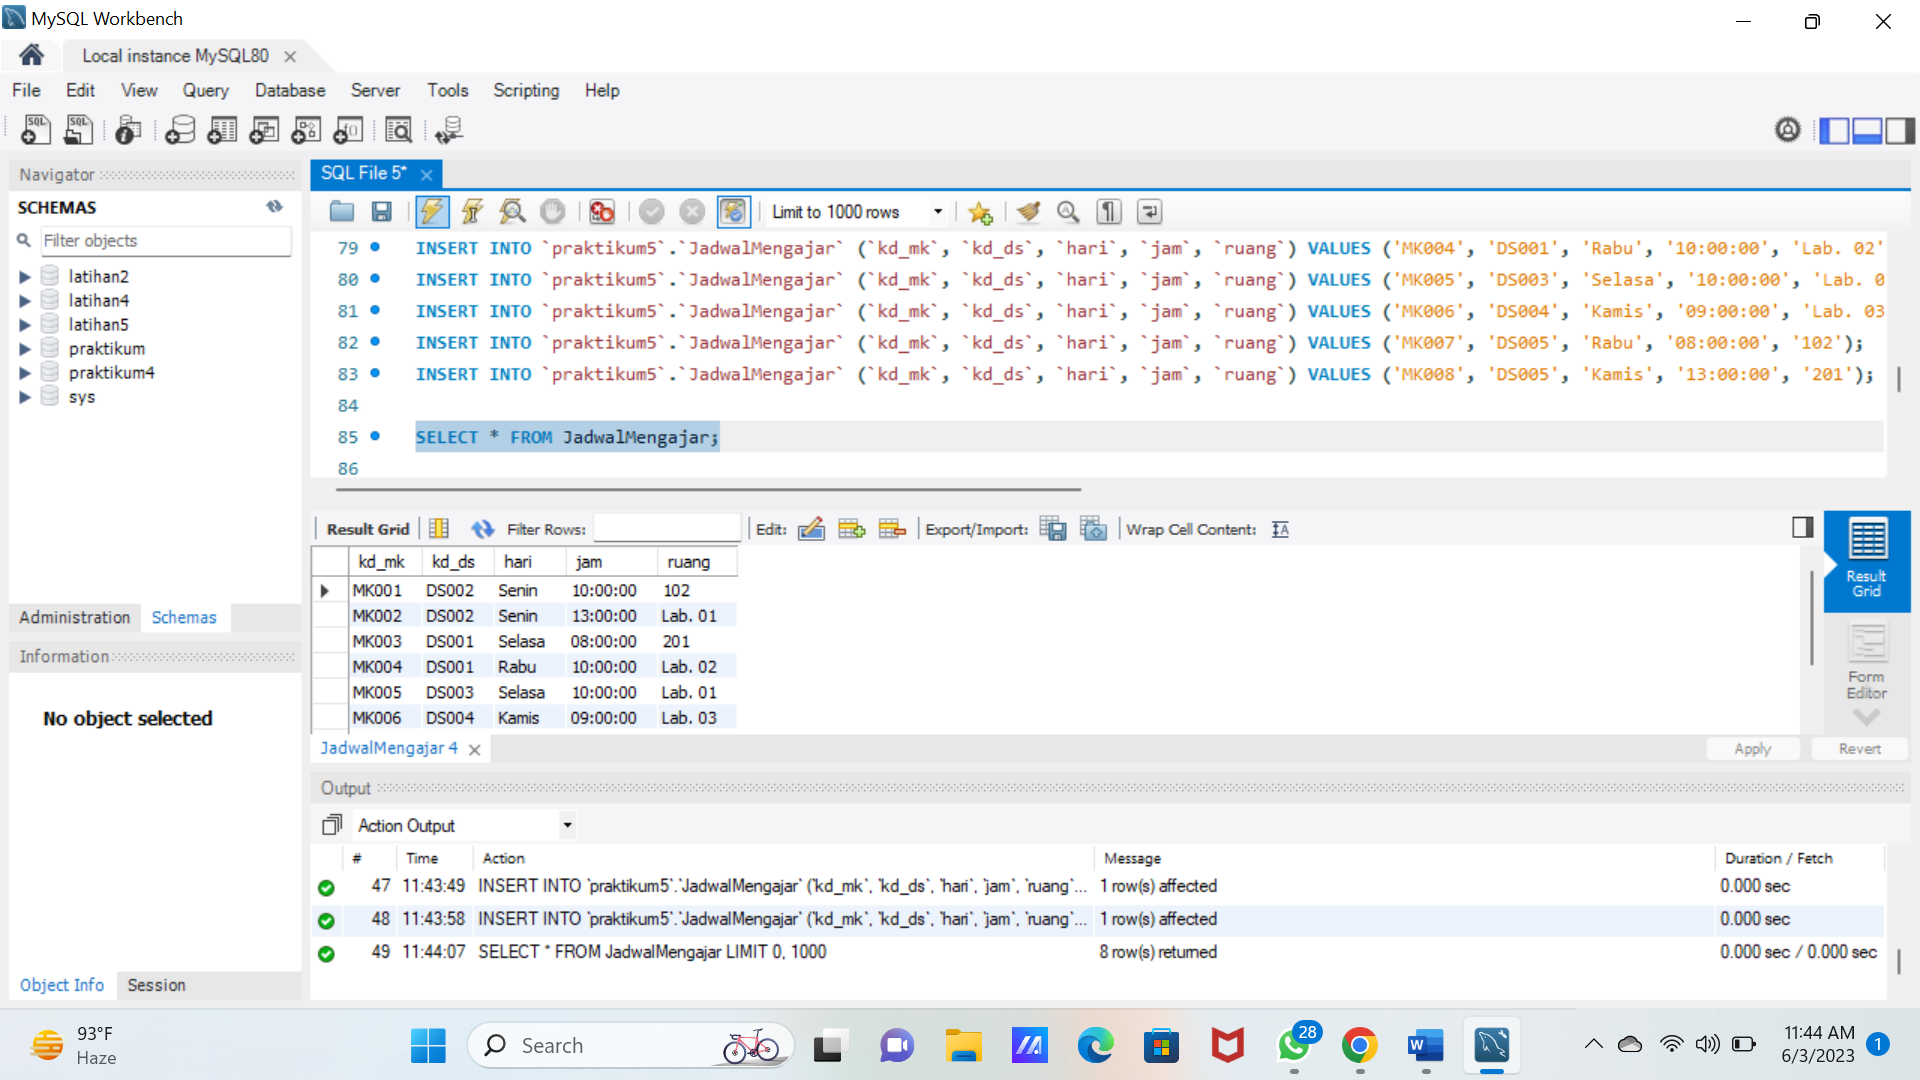 MySQL Workbench
Local instance MySQL80
File Edit View Query Database Server Tools Scripting Help
Navigator
SCHEMAS
Filter objects
latihan2
latihan4
latihan5
praktikum
praktikum4
sys
Administration Schemas
Information
No object selected
Object Info Session
SQL File 5*
Limit to 1000 rows
79 INSERT INTO `praktikum5`.`JadwalMengajar` (`kd_mk`, `kd_ds`, `hari`, `jam`, `ruang`) VALUES ('MK004', 'DS001', 'Rabu', '10:00:00', 'Lab. 02'
80 INSERT INTO `praktikum5`.`JadwalMengajar` (`kd_mk`, `kd_ds`, `hari`, `jam`, `ruang`) VALUES ('MK005', 'DS003', 'Selasa', '10:00:00', 'Lab. 0
81 INSERT INTO `praktikum5`.`JadwalMengajar` (`kd_mk`, `kd_ds`, `hari`, `jam`, `ruang`) VALUES ('MK006', 'DS004', 'Kamis', '09:00:00', 'Lab. 03
82 INSERT INTO `praktikum5`.`JadwalMengajar` (`kd_mk`, `kd_ds`, `hari`, `jam`, `ruang`) VALUES ('MK007', 'DS005', 'Rabu', '08:00:00', '102');
83 INSERT INTO `praktikum5`.`JadwalMengajar` (`kd_mk`, `kd_ds`, `hari`, `jam`, `ruang`) VALUES ('MK008', 'DS005', 'Kamis', '13:00:00', '201');
84
85 SELECT * FROM JadwalMengajar;
86
Result Grid Filter Rows: Edit: Export/Import: Wrap Cell Content:
kd_mk kd_ds hari jam ruang
MK001 DS002 Senin 10:00:00 102
MK002 DS002 Senin 13:00:00 Lab. 01
MK003 DS001 Selasa 08:00:00 201
MK004 DS001 Rabu 10:00:00 Lab. 02
MK005 DS003 Selasa 10:00:00 Lab. 01
MK006 DS004 Kamis 09:00:00 Lab. 03
Result
Grid
Form
Editor
JadwalMengajar 4
Apply Revert
Output
Action Output
# Time Action Message Duration / Fetch
47 11:43:49 INSERT INTO `praktikum5`.`JadwalMengajar` (`kd_mk`, `kd_ds`, `hari`, `jam`, `ruang`... 1 row(s) affected 0.000 sec
48 11:43:58 INSERT INTO `praktikum5`.`JadwalMengajar` (`kd_mk`, `kd_ds`, `hari`, `jam`, `ruang`... 1 row(s) affected 0.000 sec
49 11:44:07 SELECT * FROM JadwalMengajar LIMIT 0, 1000 8 row(s) returned 0.000 sec / 0.000 sec
93°F
Haze
Search
28
11:44 AM
6/3/2023
1